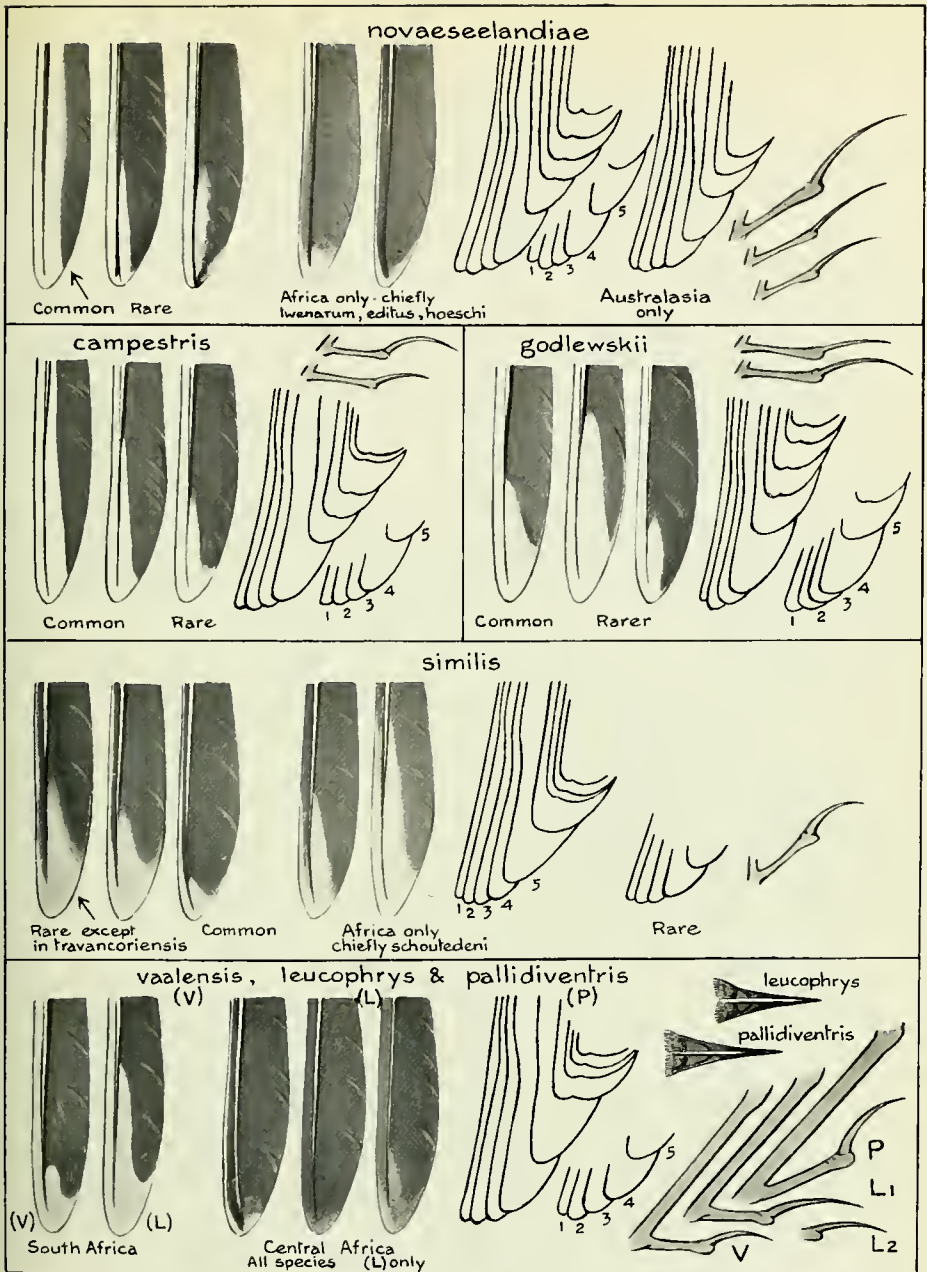 novaeseelandiae
1 2 3 4 5
Common Rare
Africa only - chiefly
lwenarum, editus, hoeschi
Australasia
only
campestris
1 2 3 4 5
Common Rare
godlewskii
1 2 3 4 5
Common Rarer
similis
1 2 3 4 5
Rare except
in travancoriensis
Common
Africa only
chiefly schoutedeni
Rare
vaalensis, leucophrys & pallidiventris
(V) (L) (P)
leucophrys
pallidiventris
1 2 3 4 5
P
L1
L2
V
(V) (L)
South Africa
Central Africa
All species (L) only